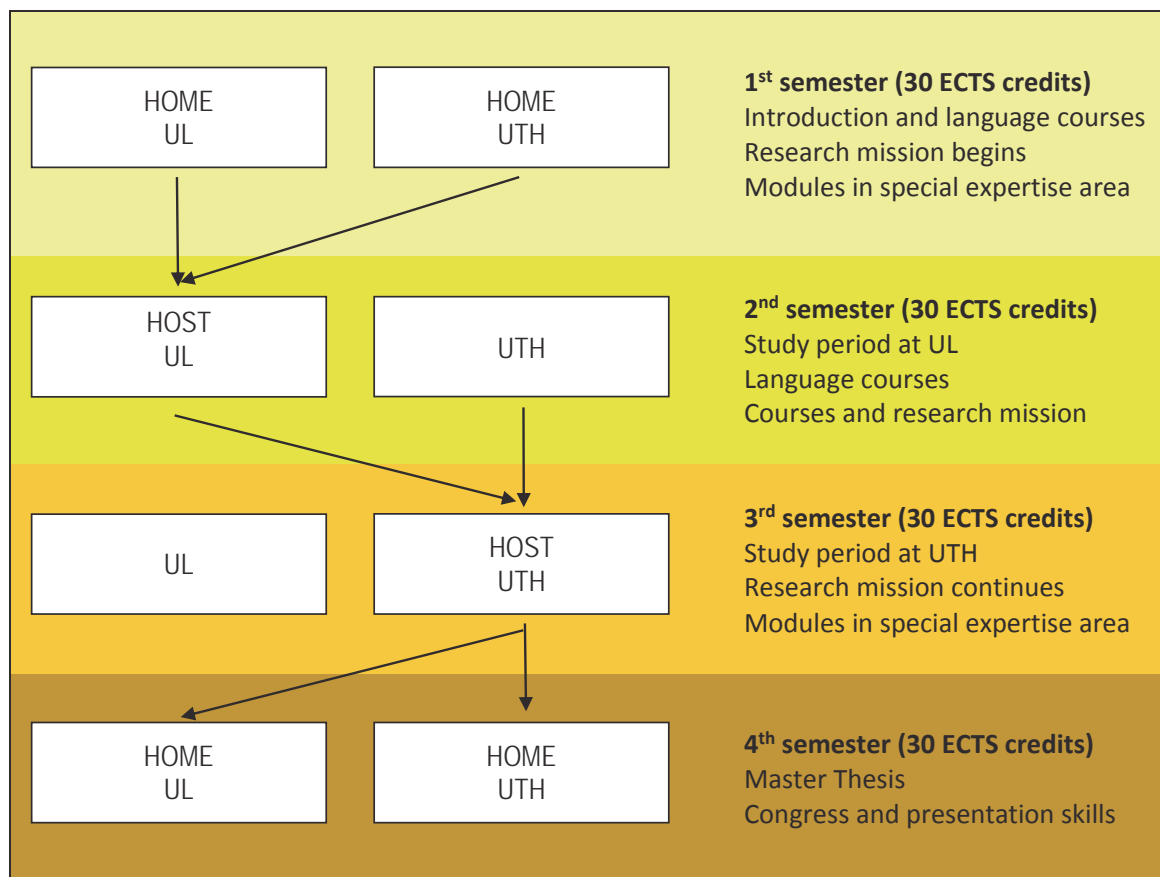 HOME
UL
HOME
UTH
1st semester (30 ECTS credits)
Introduction and language courses
Research mission begins
Modules in special expertise area
HOST
UL
UTH
2nd semester (30 ECTS credits)
Study period at UL
Language courses
Courses and research mission
UL
HOST
UTH
3rd semester (30 ECTS credits)
Study period at UTH
Research mission continues
Modules in special expertise area
HOME
UL
HOME
UTH
4th semester (30 ECTS credits)
Master Thesis
Congress and presentation skills